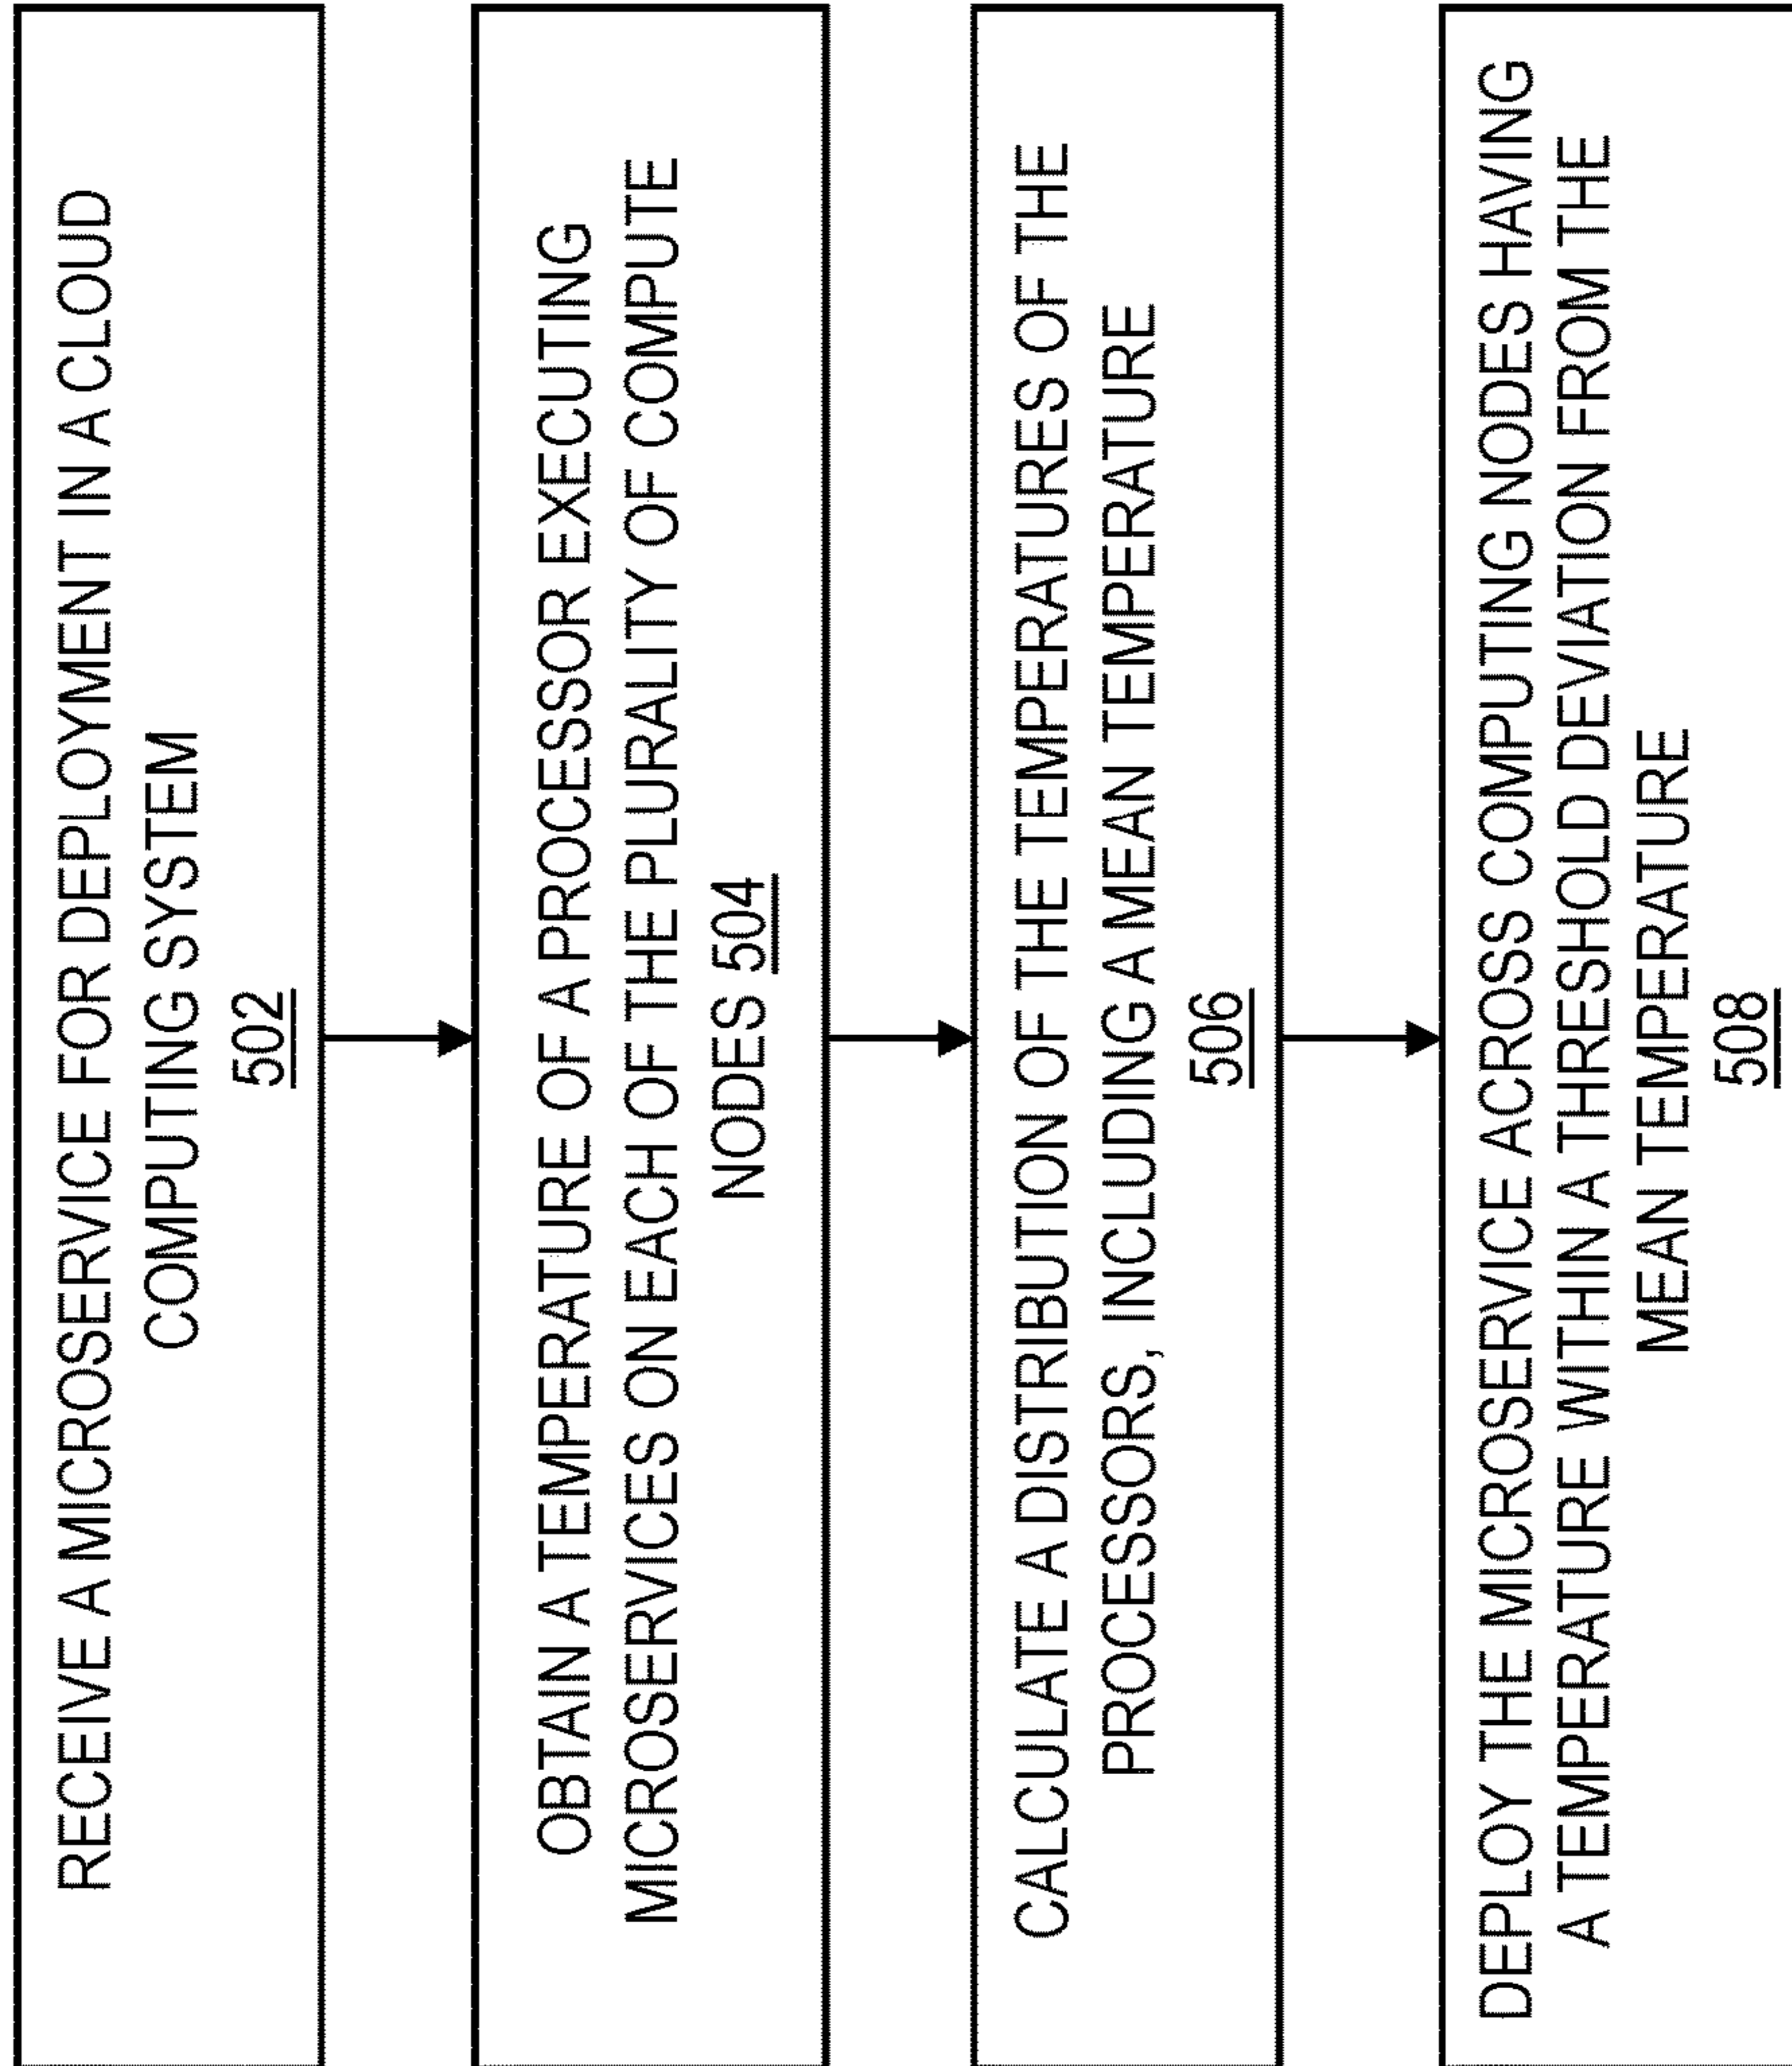 RECEIVE A MICROSERVICE FOR DEPLOYMENT IN A CLOUD
COMPUTING SYSTEM
502
OBTAIN A TEMPERATURE OF A PROCESSOR EXECUTING
MICROSERVICES ON EACH OF THE PLURALITY OF COMPUTE
NODES 504
CALCULATE A DISTRIBUTION OF THE TEMPERATURES OF THE
PROCESSORS, INCLUDING A MEAN TEMPERATURE
506
DEPLOY THE MICROSERVICE ACROSS COMPUTING NODES HAVING
A TEMPERATURE WITHIN A THRESHOLD DEVIATION FROM THE
MEAN TEMPERATURE
508